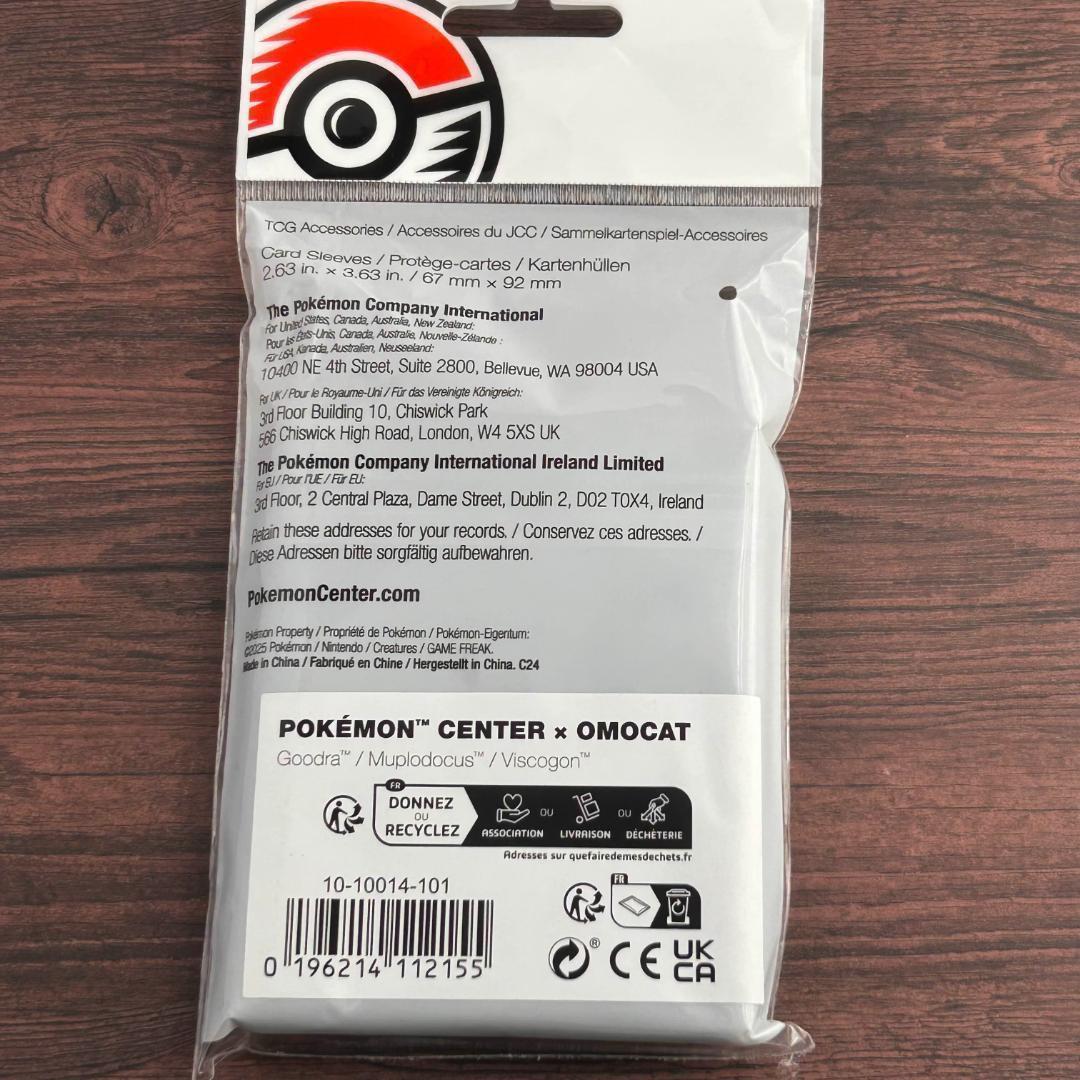 TCG Accessories / Accessoires du JCC / Sammelkartenspiel-Accessoires
Card Sleeves / Protège-cartes / Kartenhüllen
2.63 in. × 3.63 in. / 67 mm × 92 mm
The Pokémon Company International
For United States, Canada, Australia, New Zealand:
Pour les États-Unis, Canada, Australie, Nouvelle-Zélande :
Für USA, Kanada, Australien, Neuseeland:
10400 NE 4th Street, Suite 2800, Bellevue, WA 98004 USA
For UK / Pour le Royaume-Uni / Für das Vereinigte Königreich:
3rd Floor Building 10, Chiswick Park
566 Chiswick High Road, London, W4 5XS UK
The Pokémon Company International Ireland Limited
For EU / Pour l'UE / Für EU:
3rd Floor, 2 Central Plaza, Dame Street, Dublin 2, D02 T0X4, Ireland
Retain these addresses for your records. / Conservez ces adresses. /
Diese Adressen bitte sorgfältig aufbewahren.
PokemonCenter.com
Pokémon Property / Propriété de Pokémon / Pokémon-Eigentum:
©2025 Pokémon / Nintendo / Creatures / GAME FREAK.
Made in China / Fabriqué en Chine / Hergestellt in China. C24
POKÉMON™ CENTER × OMOCAT
Goodra™ / Muplodocus™ / Viscogon™
FR
DONNEZ
OU
RECYCLEZ
ASSOCIATION OU LIVRAISON OU DÉCHÈTERIE
Adresses sur quefairedemesdechets.fr
10-10014-101
FR
0 196214 112155
® CE UK
CA